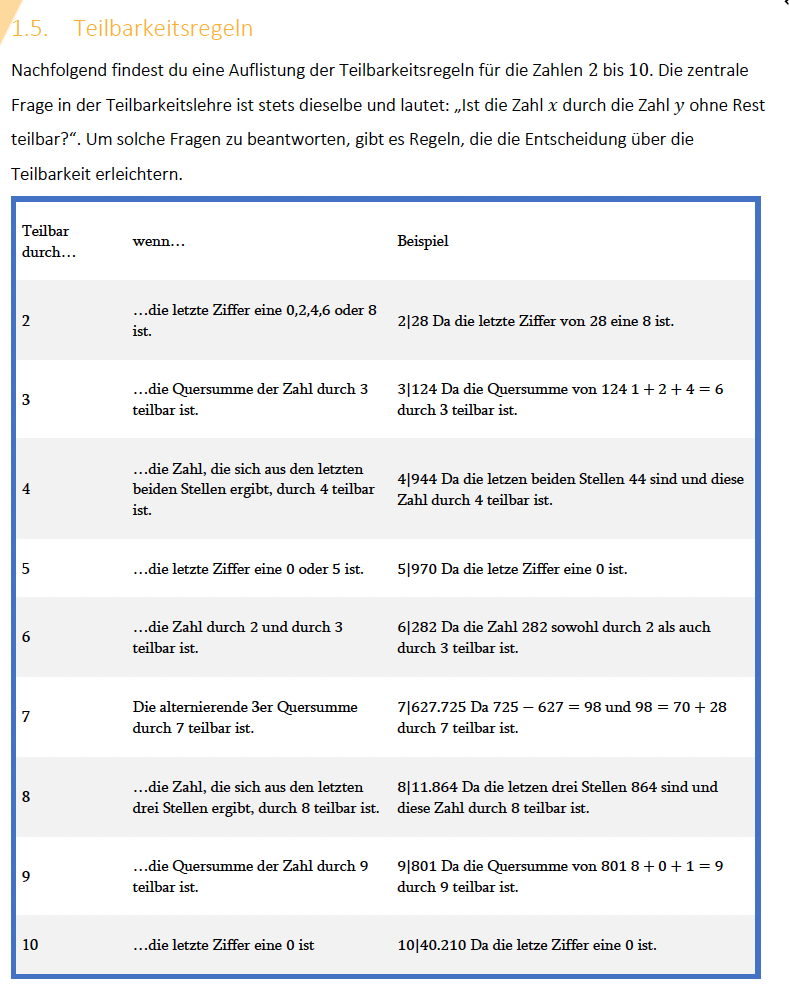 1.5. Teilbarkeitsregeln
Nachfolgend findest du eine Auflistung der Teilbarkeitsregeln für die Zahlen 2 bis 10. Die zentrale
Frage in der Teilbarkeitslehre ist stets dieselbe und lautet: „Ist die Zahl x durch die Zahl y ohne Rest
teilbar?“. Um solche Fragen zu beantworten, gibt es Regeln, die die Entscheidung über die
Teilbarkeit erleichtern.
Teilbar
durch…
wenn…
Beispiel
2
…die letzte Ziffer eine 0,2,4,6 oder 8
ist.
2|28 Da die letzte Ziffer von 28 eine 8 ist.
3
…die Quersumme der Zahl durch 3
teilbar ist.
3|124 Da die Quersumme von 124 1 + 2 + 4 = 6
durch 3 teilbar ist.
4
…die Zahl, die sich aus den letzten
beiden Stellen ergibt, durch 4 teilbar
ist.
4|944 Da die letzen beiden Stellen 44 sind und diese
Zahl durch 4 teilbar ist.
5
…die letzte Ziffer eine 0 oder 5 ist.
5|970 Da die letze Ziffer eine 0 ist.
6
…die Zahl durch 2 und durch 3
teilbar ist.
6|282 Da die Zahl 282 sowohl durch 2 als auch
durch 3 teilbar ist.
7
Die alternierende 3er Quersumme
durch 7 teilbar ist.
7|627.725 Da 725 − 627 = 98 und 98 = 70 + 28
durch 7 teilbar ist.
8
…die Zahl, die sich aus den letzten
drei Stellen ergibt, durch 8 teilbar ist.
8|11.864 Da die letzen drei Stellen 864 sind und
diese Zahl durch 8 teilbar ist.
9
…die Quersumme der Zahl durch 9
teilbar ist.
9|801 Da die Quersumme von 801 8 + 0 + 1 = 9
durch 9 teilbar ist.
10
…die letzte Ziffer eine 0 ist
10|40.210 Da die letze Ziffer eine 0 ist.